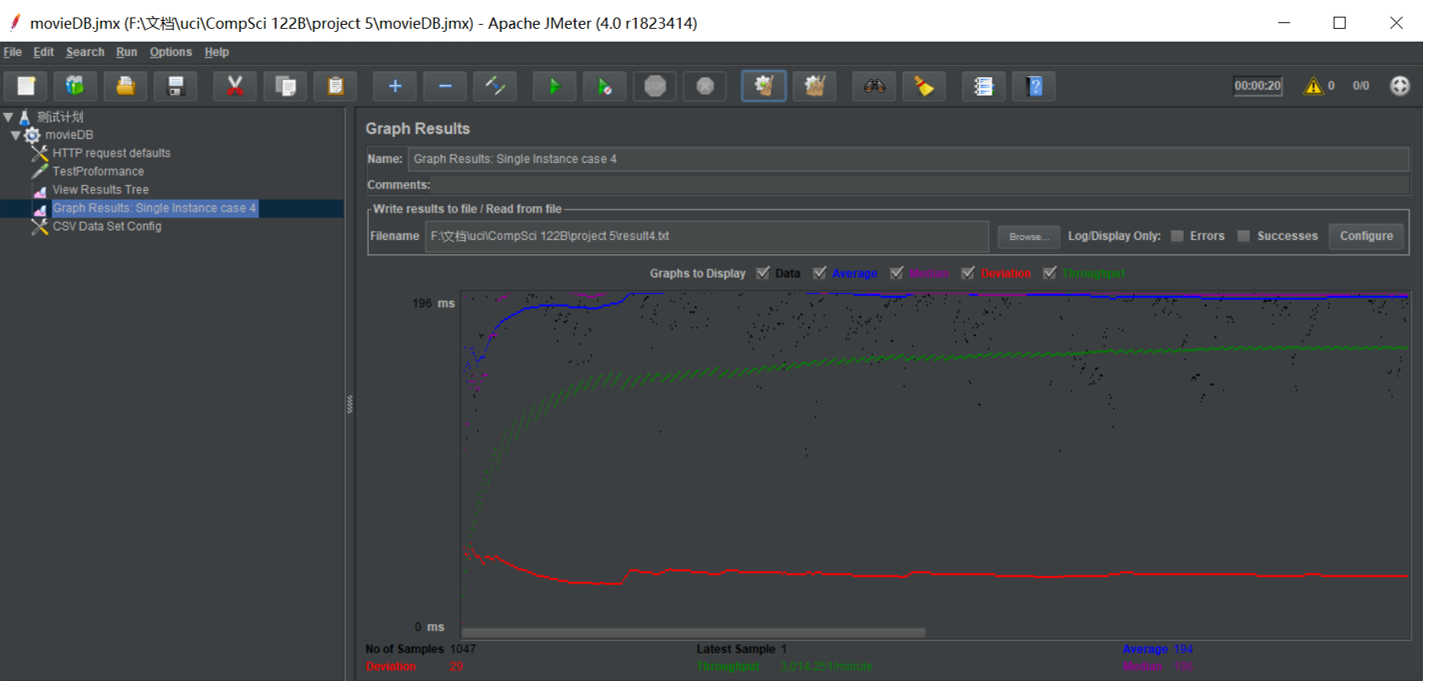 movieDB.jmx (F:\文档\uci\CompSci 122B\project 5\movieDB.jmx) - Apache JMeter (4.0 r1823414)
File Edit Search Run Options Help
00:00:20 0 0/0
测试计划
movieDB
HTTP request defaults
TestProformance
View Results Tree
Graph Results: Single Instance case 4
CSV Data Set Config
Graph Results
Name: Graph Results: Single Instance case 4
Comments:
Write results to file / Read from file
Filename F:\文档\uci\CompSci 122B\project 5\result4.txt Browse... Log/Display Only: Errors Successes Configure
Graphs to Display Data Average Median Deviation Throughput
196 ms
0 ms
No of Samples 1047 Latest Sample 1 Average 194
Deviation 29 Throughput 3,014.251/minute Median